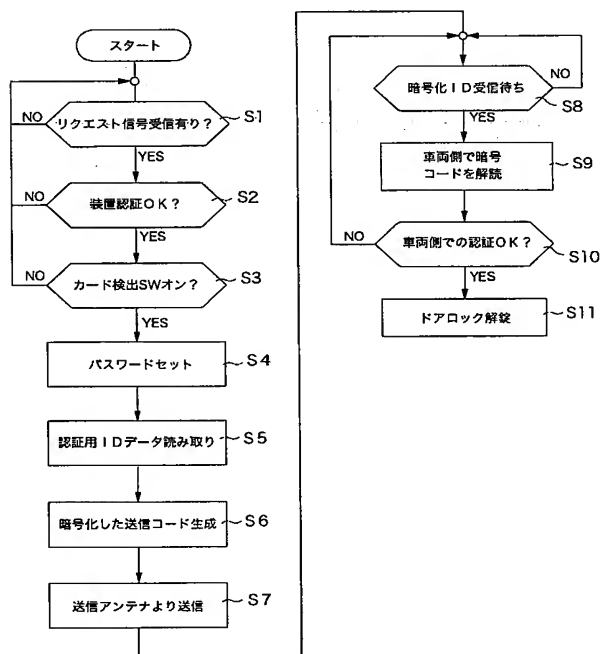 スタート
リクエスト信号受信有り？
S1
NO
YES
装置認証OK？
S2
NO
YES
カード検出SWオン？
S3
NO
YES
パスワードセット
S4
認証用IDデータ読み取り
S5
暗号化した送信コード生成
S6
送信アンテナより送信
S7
暗号化ID受信待ち
NO
S8
YES
車両側で暗号
コードを解読
S9
車両側での認証OK？
NO
S10
YES
ドアロック解錠
S11